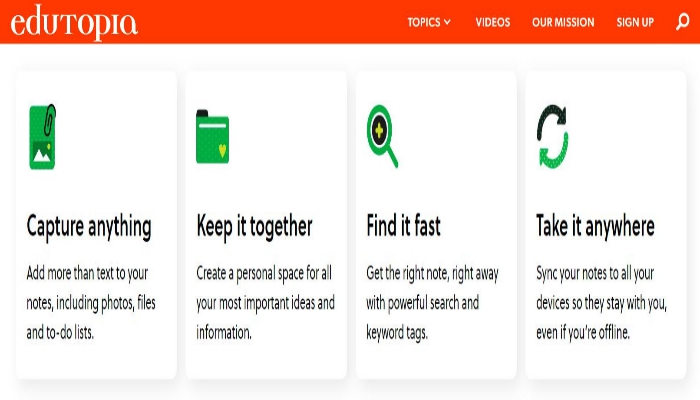 edutopia
TOPICS VIDEOS OUR MISSION SIGN UP
Capture anything
Add more than text to your
notes, including photos, files
and to-do lists.
Keep it together
Create a personal space for all
your most important ideas and
information.
Find it fast
Get the right note, right away
with powerful search and
keyword tags.
Take it anywhere
Sync your notes to all your
devices so they stay with you,
even if you're offline.